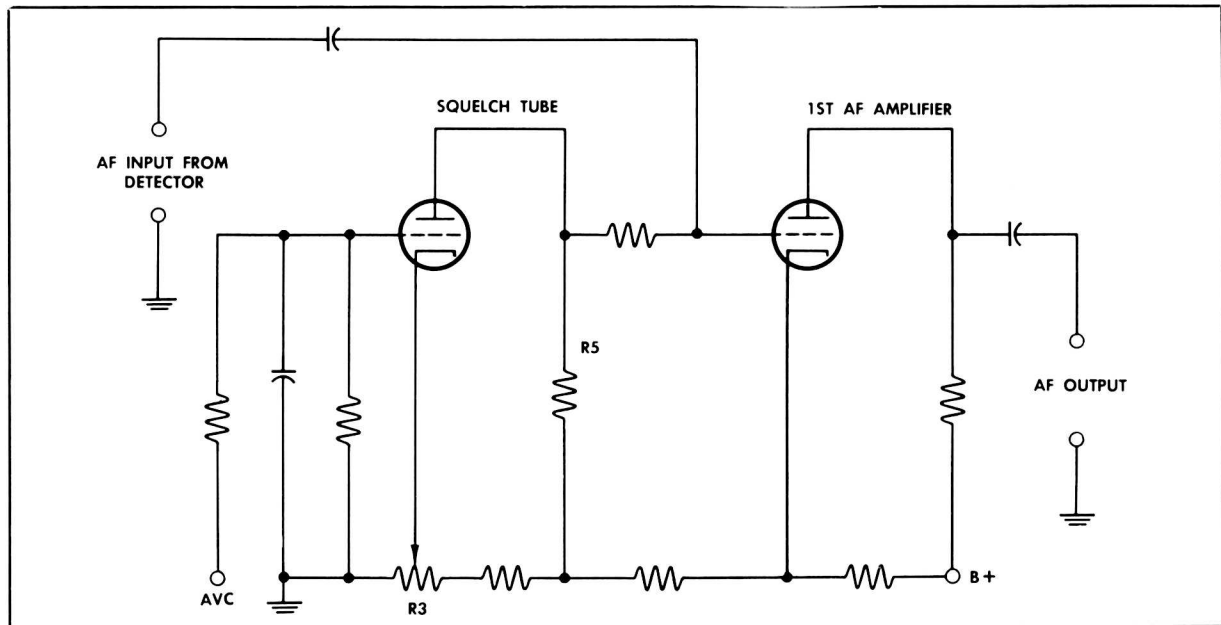 SQUELCH TUBE
1ST AF AMPLIFIER
AF INPUT FROM
DETECTOR
R5
AF OUTPUT
AVC
R3
B+